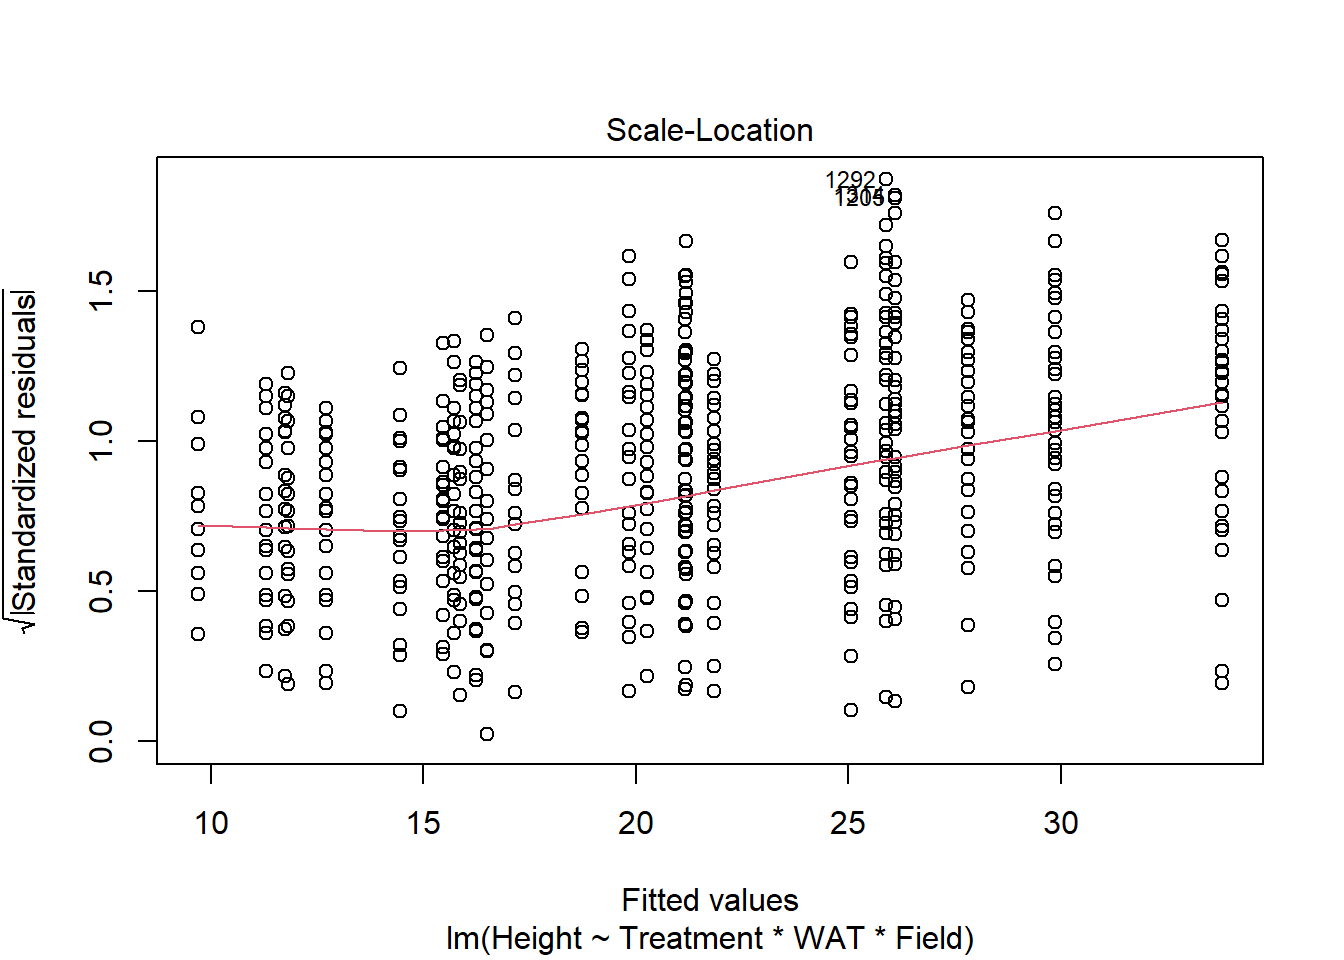 Scale-Location
1292
1205
√|Standardized residuals|
1.5
1.0
0.5
0.0
10 15 20 25 30
Fitted values
lm(Height ~ Treatment * WAT * Field)